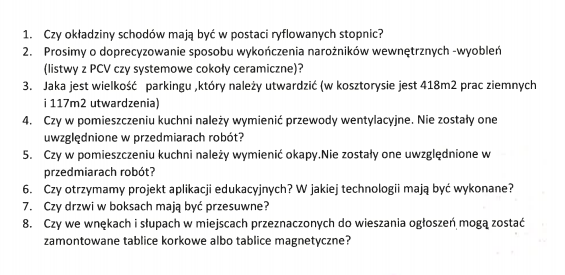 1. Czy okładziny schodów mają być w postaci ryflowanych stopnic?
2. Prosimy o doprecyzowanie sposobu wykończenia narożników wewnętrznych -wyobleń
(listwy z PCV czy systemowe cokoły ceramiczne)?
3. Jaka jest wielkość parkingu ,który należy utwardzić (w kosztorysie jest 418m2 prac ziemnych
i 117m2 utwardzenia)
4. Czy w pomieszczeniu kuchni należy wymienić przewody wentylacyjne. Nie zostały one
uwzględnione w przedmiarach robót?
5. Czy w pomieszczeniu kuchni należy wymienić okapy.Nie zostały one uwzględnione w
przedmiarach robót?
6. Czy otrzymamy projekt aplikacji edukacyjnych? W jakiej technologii mają być wykonane?
7. Czy drzwi w boksach mają być przesuwne?
8. Czy we wnękach i słupach w miejscach przeznaczonych do wieszania ogłoszeń mogą zostać
zamontowane tablice korkowe albo tablice magnetyczne?